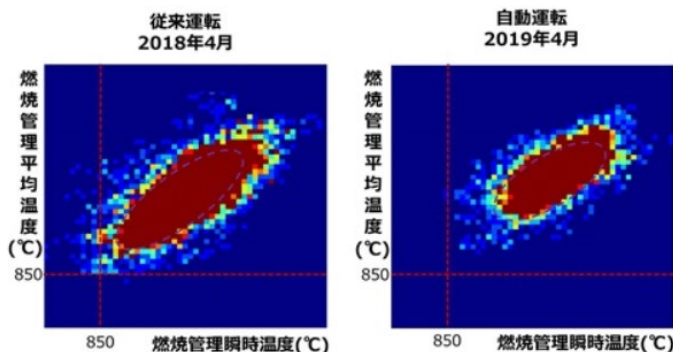 従来運転
2018年4月
燃焼管理平均温度(℃)
850
850
燃焼管理瞬時温度(℃)
自動運転
2019年4月
燃焼管理平均温度(℃)
850
850
燃焼管理瞬時温度(℃)